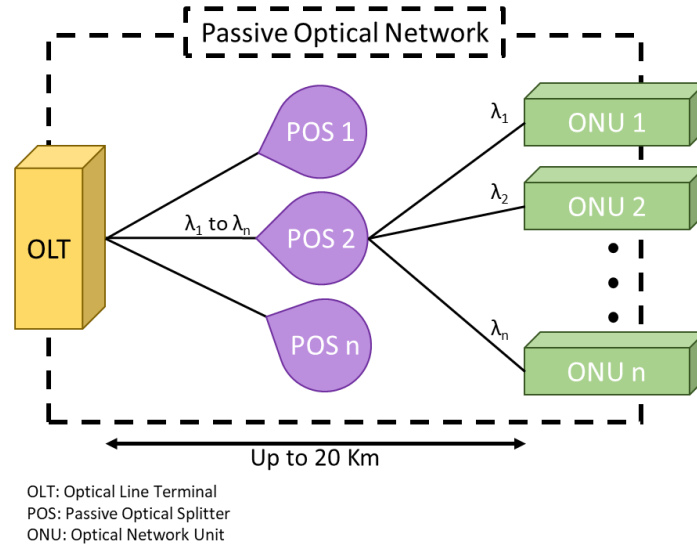 Passive Optical Network
POS 1
λ1
ONU 1
λ2
ONU 2
λ1 to λn
POS 2
OLT
POS n
λn
ONU n
Up to 20 Km
OLT: Optical Line Terminal
POS: Passive Optical Splitter
ONU: Optical Network Unit